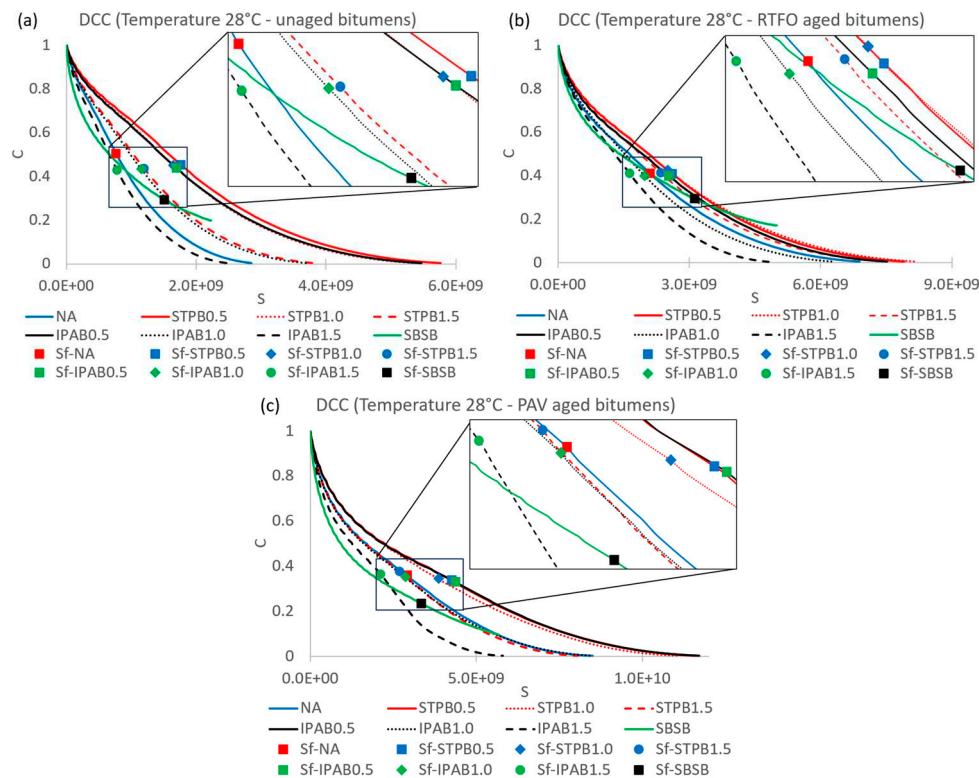 (a) DCC (Temperature 28°C - unaged bitumens)
1
0.8
0.6
C
0.4
0.2
0
0.0E+00 2.0E+09 4.0E+09 6.0E+09
S
NA STPB0.5 STPB1.0 STPB1.5
IPAB0.5 IPAB1.0 IPAB1.5 SBSB
Sf-NA Sf-STPB0.5 Sf-STPB1.0 Sf-STPB1.5
Sf-IPAB0.5 Sf-IPAB1.0 Sf-IPAB1.5 Sf-SBSB
(b) DCC (Temperature 28°C - RTFO aged bitumens)
1
0.8
0.6
C
0.4
0.2
0
0.0E+00 3.0E+09 6.0E+09 9.0E+09
S
NA STPB0.5 STPB1.0 STPB1.5
IPAB0.5 IPAB1.0 IPAB1.5 SBSB
Sf-NA Sf-STPB0.5 Sf-STPB1.0 Sf-STPB1.5
Sf-IPAB0.5 Sf-IPAB1.0 Sf-IPAB1.5 Sf-SBSB
(c) DCC (Temperature 28°C - PAV aged bitumens)
1
0.8
0.6
C
0.4
0.2
0
0.0E+00 5.0E+09 1.0E+10
S
NA STPB0.5 STPB1.0 STPB1.5
IPAB0.5 IPAB1.0 IPAB1.5 SBSB
Sf-NA Sf-STPB0.5 Sf-STPB1.0 Sf-STPB1.5
Sf-IPAB0.5 Sf-IPAB1.0 Sf-IPAB1.5 Sf-SBSB